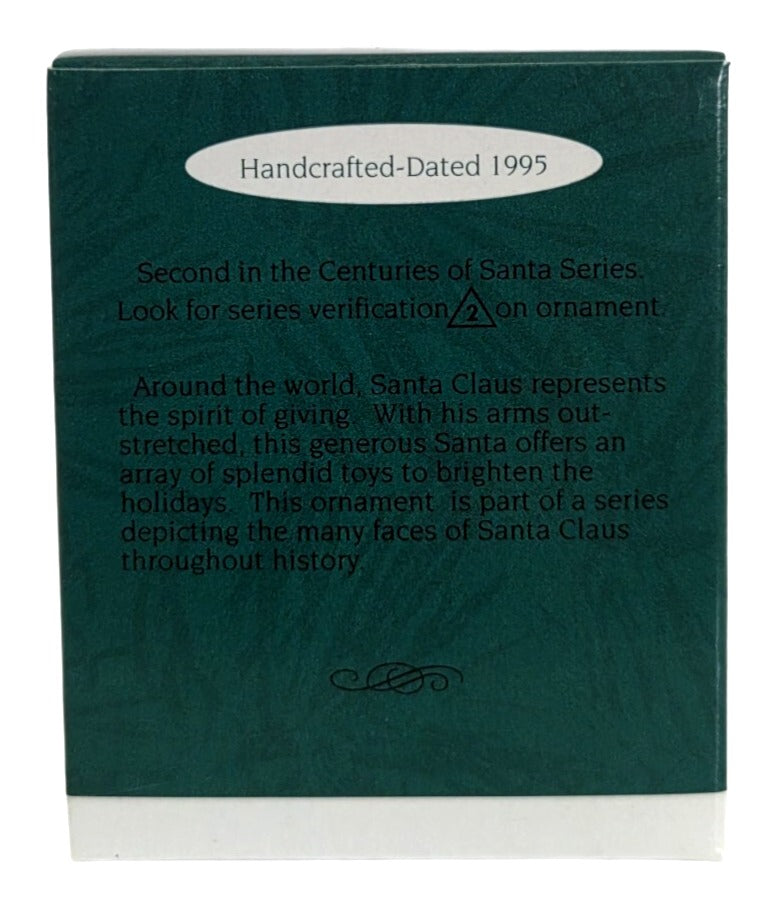 Handcrafted-Dated 1995
Second in the Centuries of Santa Series.
Look for series verification 2 on ornament.
Around the world, Santa Claus represents
the spirit of giving. With his arms out-
stretched, this generous Santa offers an
array of splendid toys to brighten the
holidays. This ornament is part of a series
depicting the many faces of Santa Claus
throughout history.